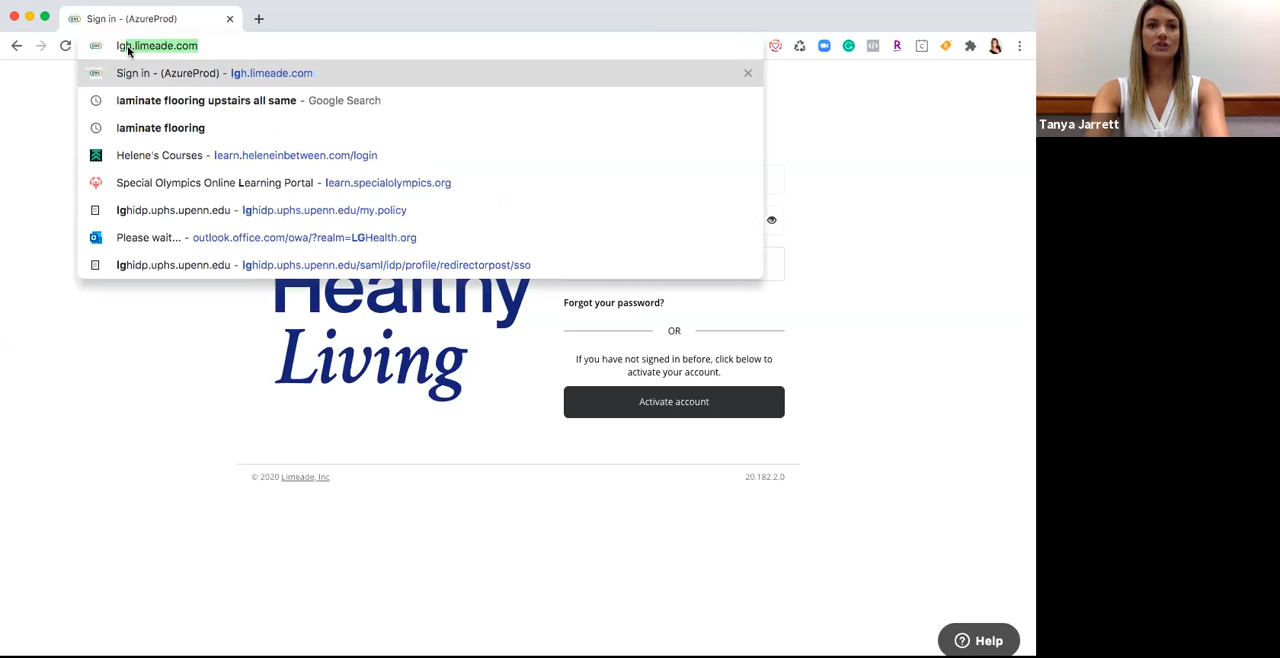 Sign in - (AzureProd)
lgh.limeade.com
Sign in - (AzureProd) - lgh.limeade.com
laminate flooring upstairs all same - Google Search
laminate flooring
Helene's Courses - learn.heleneinbetween.com/login
Special Olympics Online Learning Portal - learn.specialolympics.org
lghidp.uphs.upenn.edu - lghidp.uphs.upenn.edu/my.policy
Please wait... - outlook.office.com/owa/?realm=LGHealth.org
lghidp.uphs.upenn.edu - lghidp.uphs.upenn.edu/saml/idp/profile/redirectorpost/sso
Healthy
Living
Forgot your password?
OR
If you have not signed in before, click below to
activate your account.
Activate account
© 2020 Limeade, Inc
20.182.2.0
Help
Tanya Jarrett